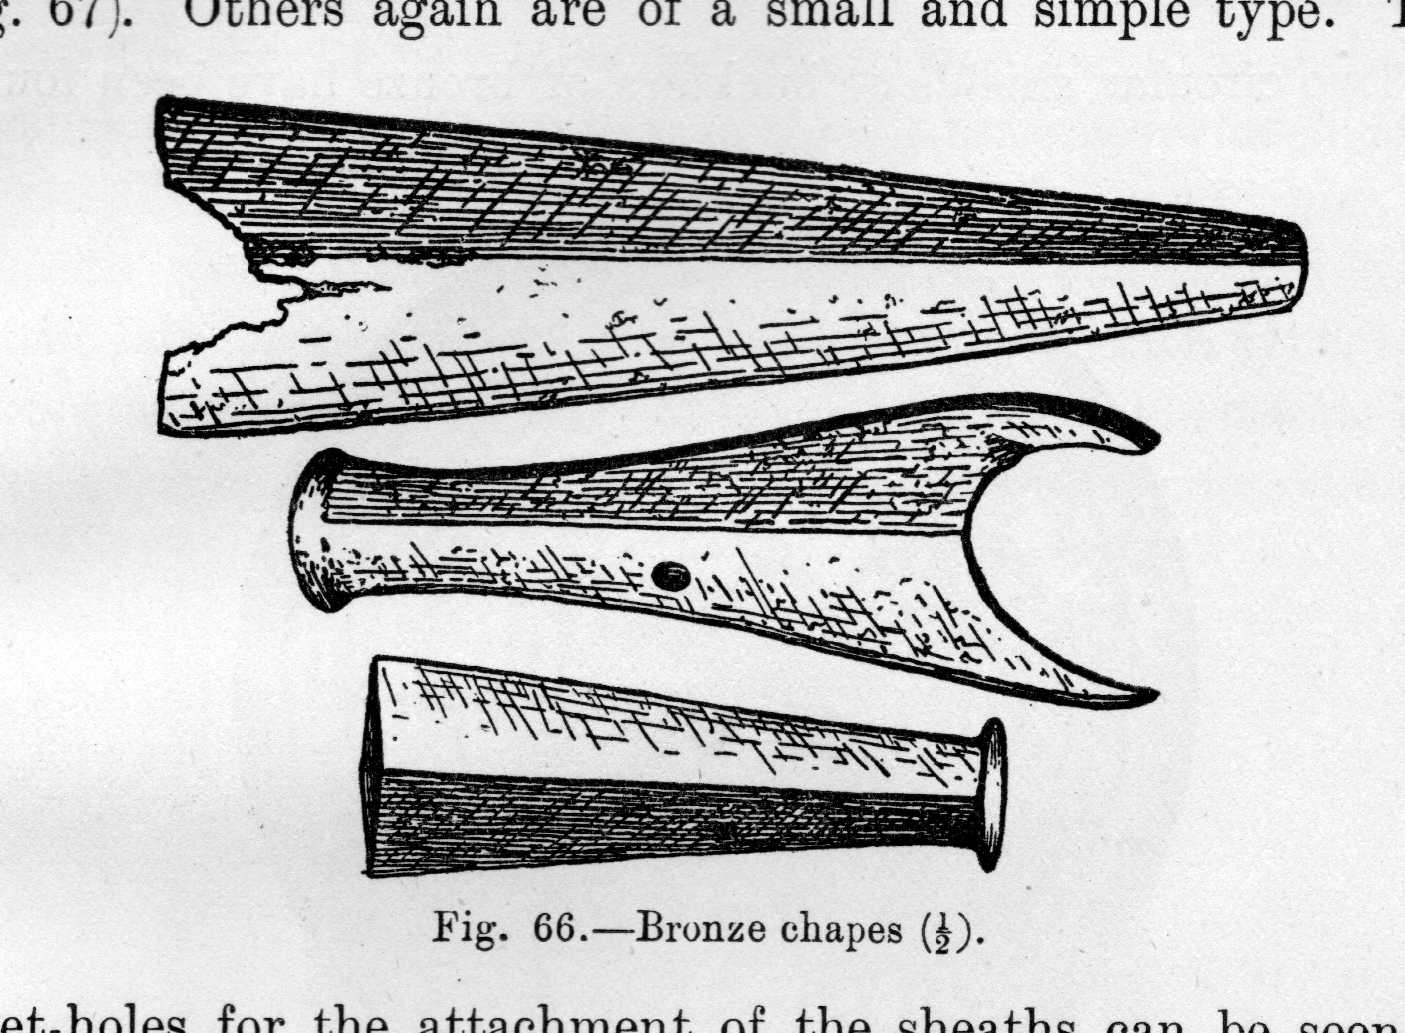 67). Others again are of a small and simple type.
Fig. 66.—Bronze chapes (½).
et-holes for the attachment of the sheaths can be seen